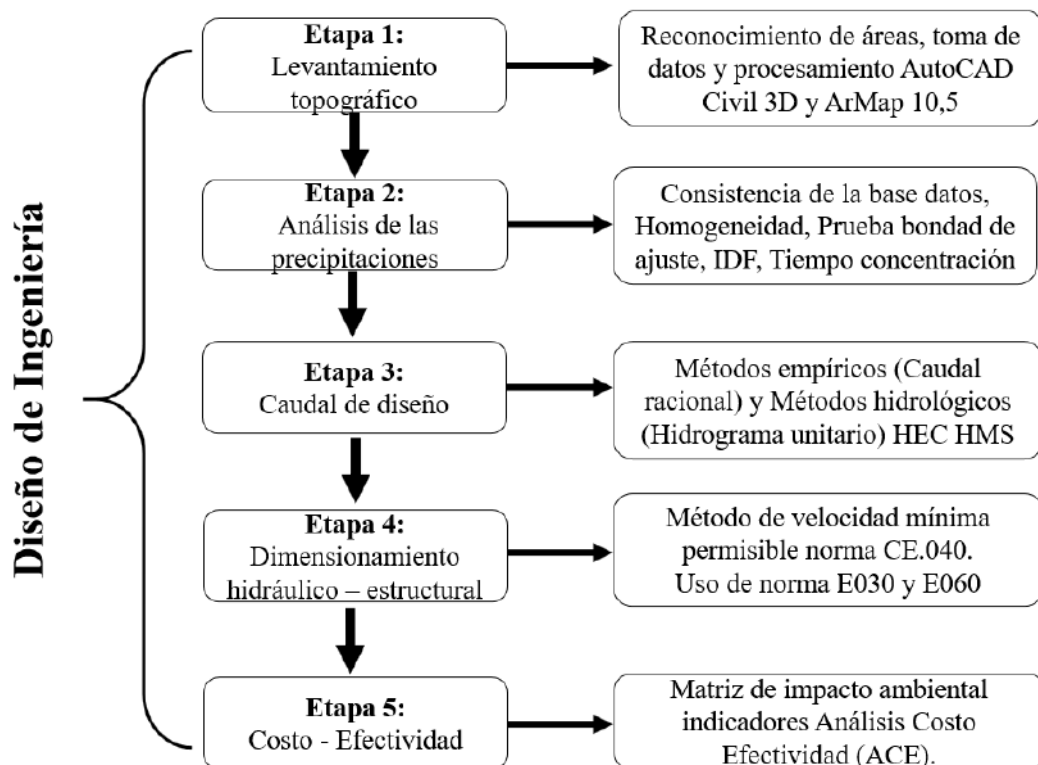 Diseño de Ingeniería
Etapa 1:
Levantamiento
topográfico
Reconocimiento de áreas, toma de
datos y procesamiento AutoCAD
Civil 3D y ArMap 10,5
Etapa 2:
Análisis de las
precipitaciones
Consistencia de la base datos,
Homogeneidad, Prueba bondad de
ajuste, IDF, Tiempo concentración
Etapa 3:
Caudal de diseño
Métodos empíricos (Caudal
racional) y Métodos hidrológicos
(Hidrograma unitario) HEC HMS
Etapa 4:
Dimensionamiento
hidráulico – estructural
Método de velocidad mínima
permisible norma CE.040.
Uso de norma E030 y E060
Etapa 5:
Costo - Efectividad
Matriz de impacto ambiental
indicadores Análisis Costo
Efectividad (ACE).